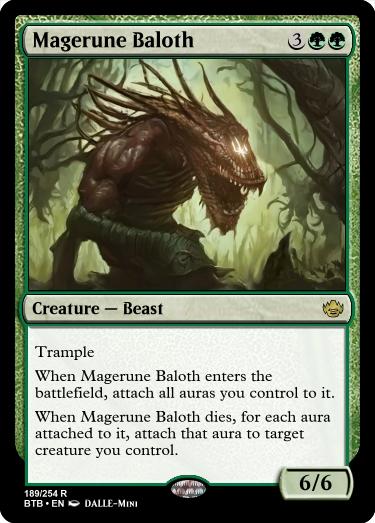 Magerune Baloth 3
Creature — Beast
Trample
When Magerune Baloth enters the
battlefield, attach all auras you control to it.
When Magerune Baloth dies, for each aura
attached to it, attach that aura to target
creature you control.
6/6
189/254 R
BTB • EN DALLE-Mini